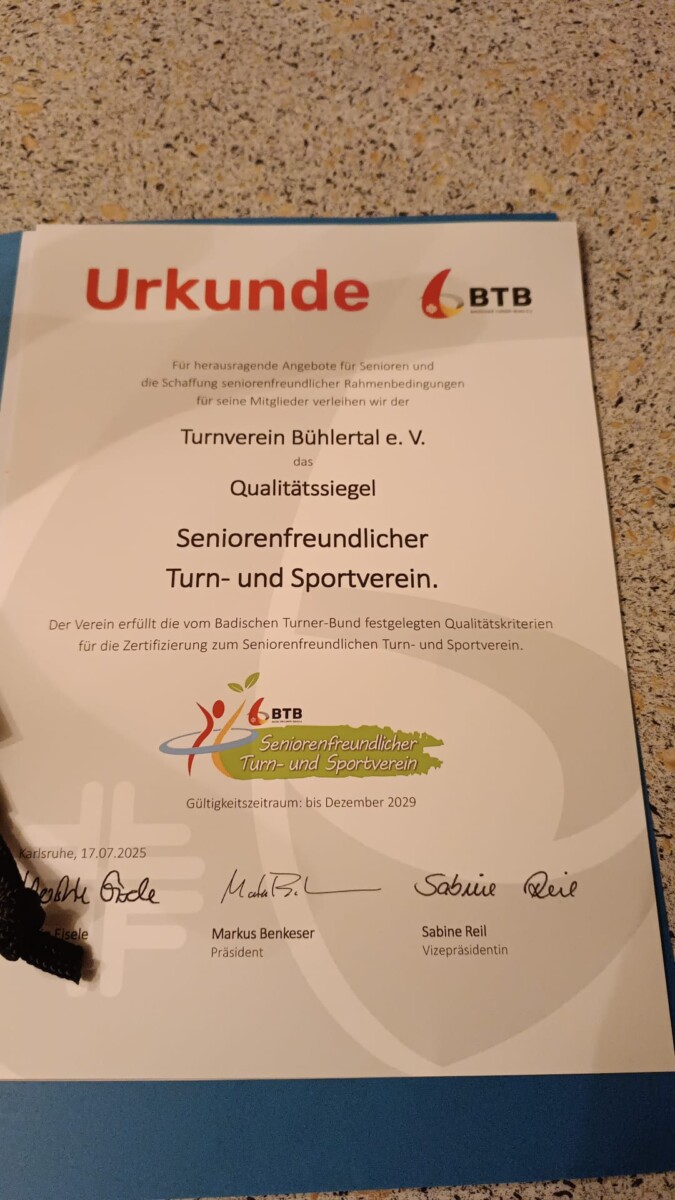 Urkunde
BTB
Für herausragende Angebote für Senioren und
die Schaffung seniorenfreundlicher Rahmenbedingungen
für seine Mitglieder verleihen wir der
Turnverein Bühlertal e. V.
das
Qualitätssiegel
Seniorenfreundlicher
Turn- und Sportverein.
Der Verein erfüllt die vom Badischen Turner-Bund festgelegten Qualitätskriterien
für die Zertifizierung zum Seniorenfreundlichen Turn- und Sportverein.
BTB
Seniorenfreundlicher
Turn- und Sportverein
Gültigkeitszeitraum: bis Dezember 2029
Karlsruhe, 17.07.2025
Sabine Reil
Eisele
Markus Benkeser
Sabine Reil
Präsident
Vizepräsidentin